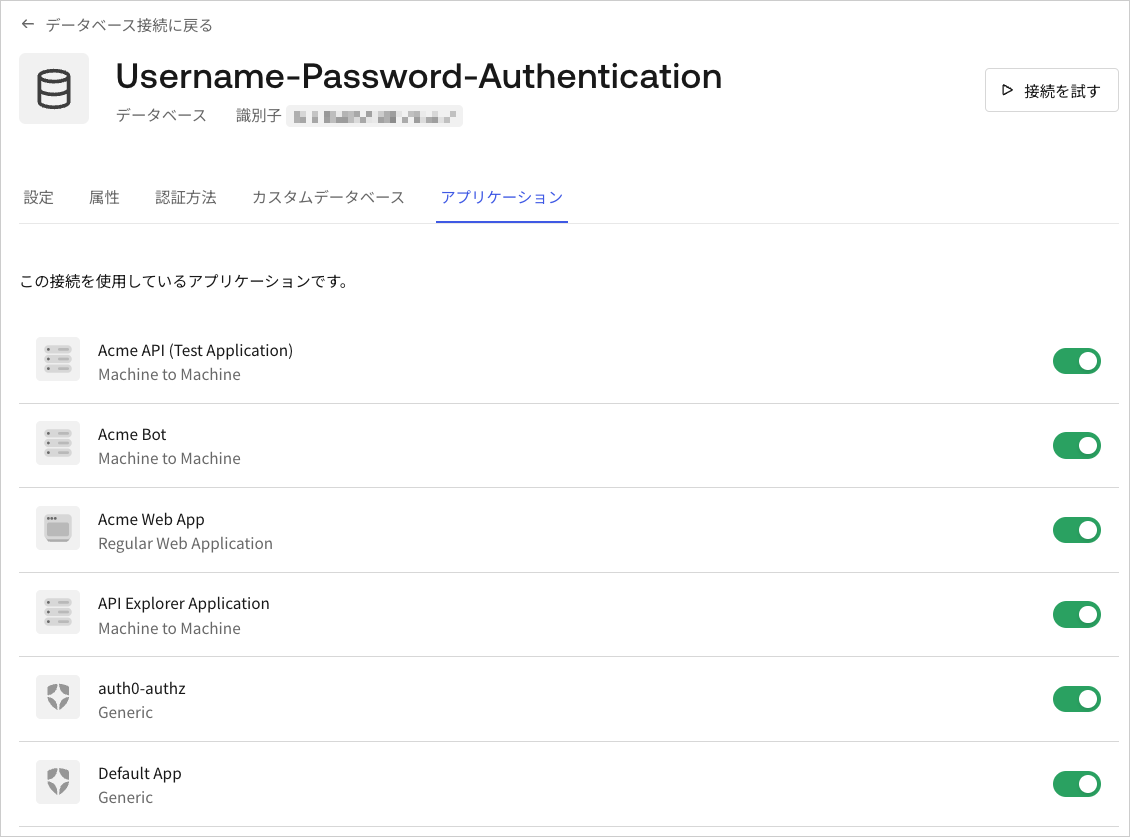 ← データベース接続に戻る
Username-Password-Authentication
データベース 識別子
接続を試す
設定 属性 認証方法 カスタムデータベース アプリケーション
この接続を使用しているアプリケーションです。
Acme API (Test Application)
Machine to Machine
Acme Bot
Machine to Machine
Acme Web App
Regular Web Application
API Explorer Application
Machine to Machine
auth0-authz
Generic
Default App
Generic